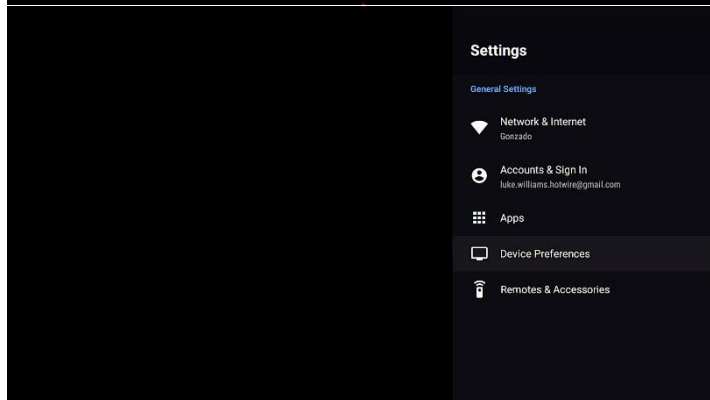 Settings
General Settings
Network & Internet
Gonzado
Accounts & Sign In
luke.williams.hotwire@gmail.com
Apps
Device Preferences
Remotes & Accessories